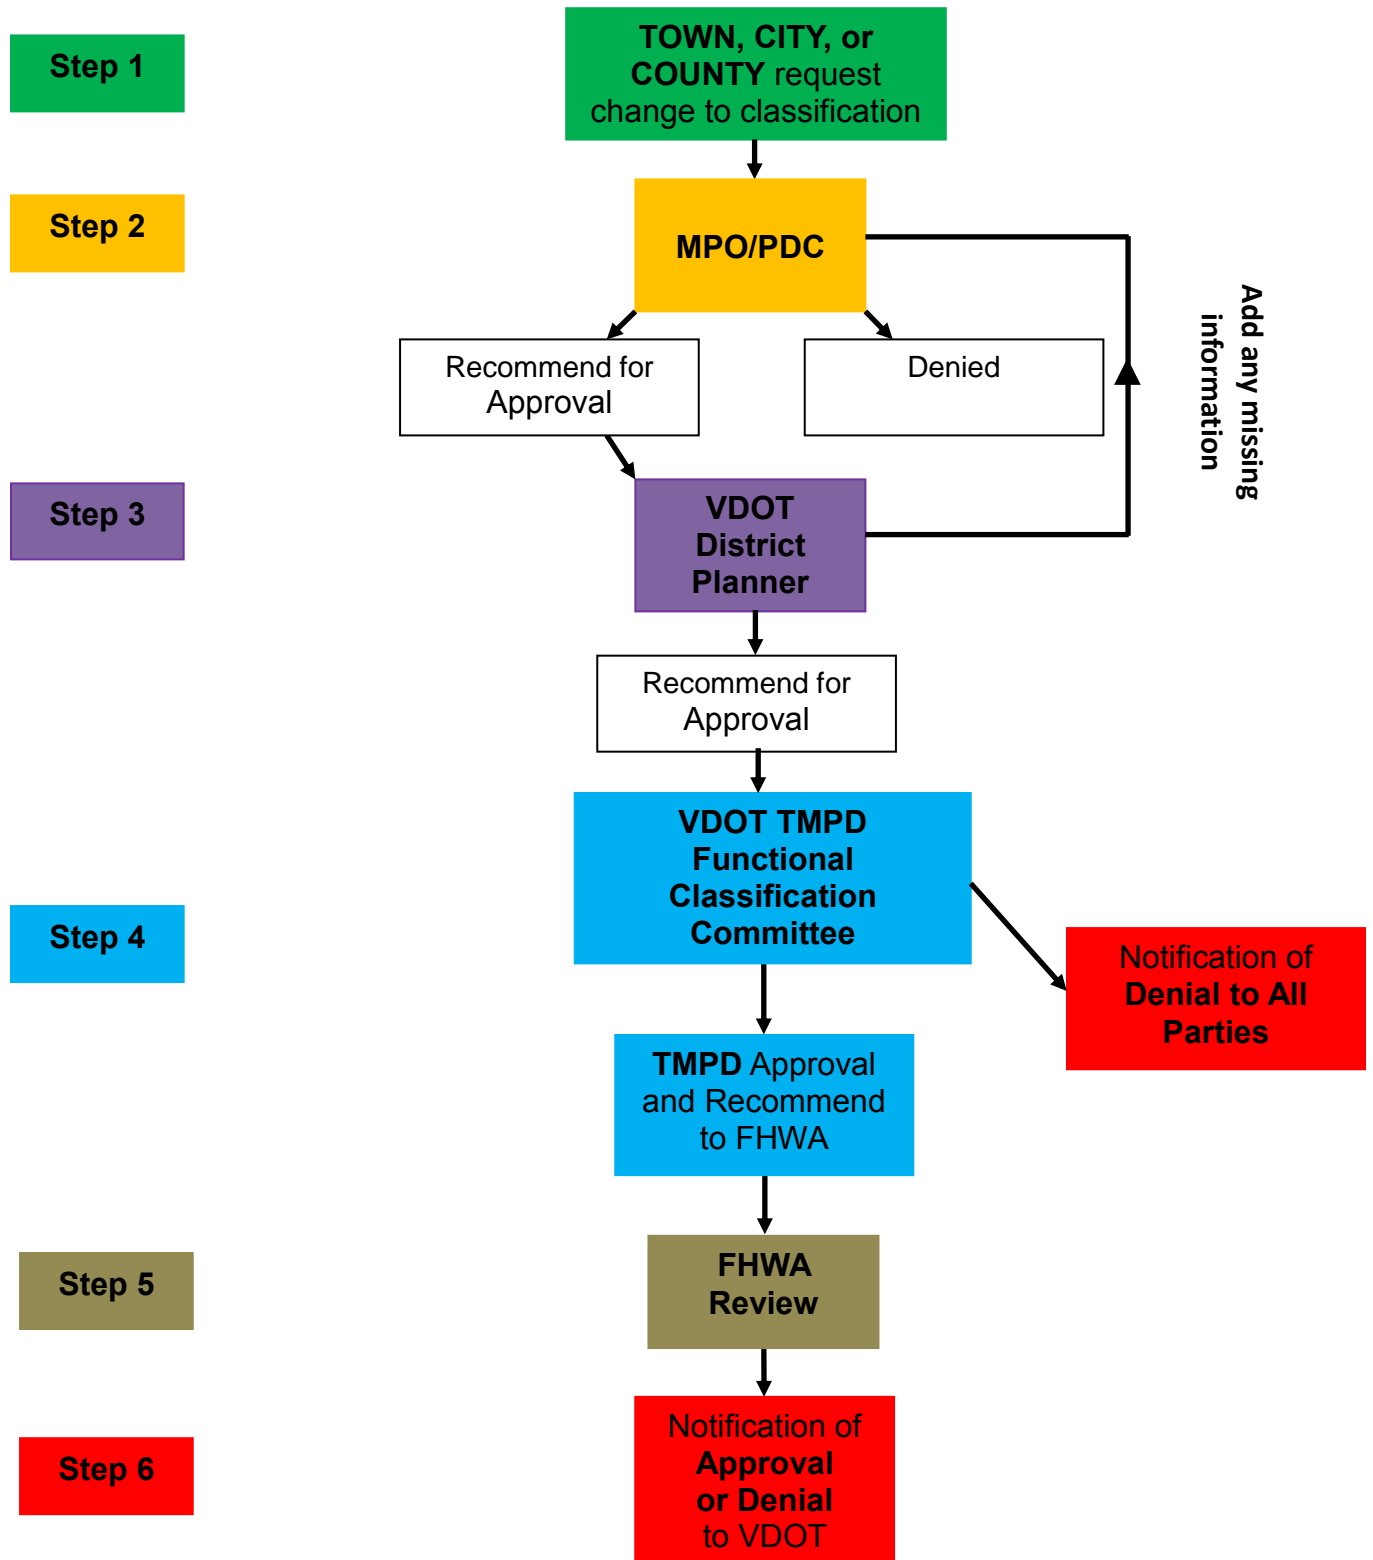 Step 1
TOWN, CITY, or
COUNTY request
change to classification
Step 2
MPO/PDC
Add any missing
information
Recommend for
Approval
Denied
Step 3
VDOT
District
Planner
Recommend for
Approval
VDOT TMPD
Functional
Classification
Committee
Step 4
Notification of
Denial to All
Parties
TMPD Approval
and Recommend
to FHWA
Step 5
FHWA
Review
Step 6
Notification of
Approval
or Denial
to VDOT